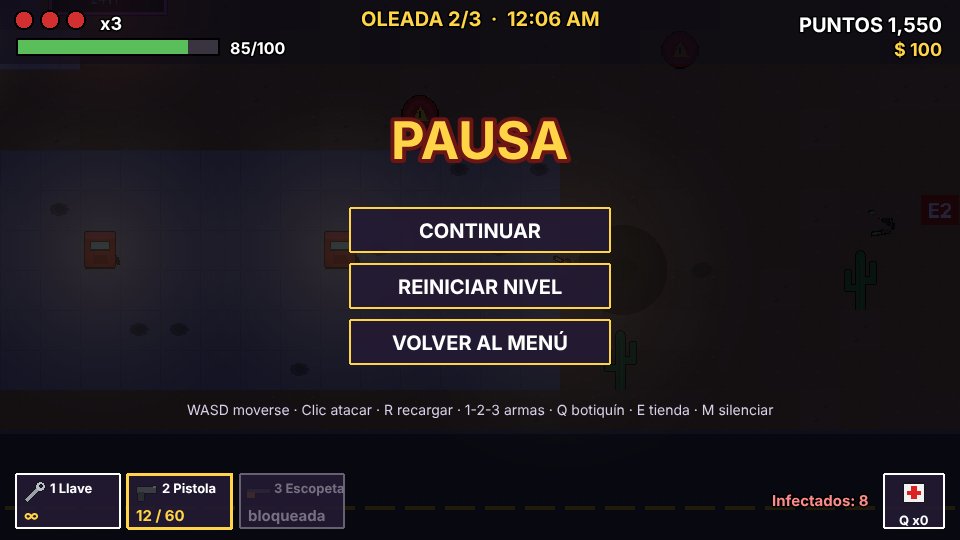 x3
OLEADA 2/3 · 12:06 AM
PUNTOS 1,550
85/100
$ 100
PAUSA
E2
CONTINUAR
REINICIAR NIVEL
VOLVER AL MENÚ
WASD moverse · Clic atacar · R recargar · 1-2-3 armas · Q botiquín · E tienda · M silenciar
1 Llave
∞
2 Pistola
12 / 60
3 Escopeta
bloqueada
Infectados: 8
Q x0